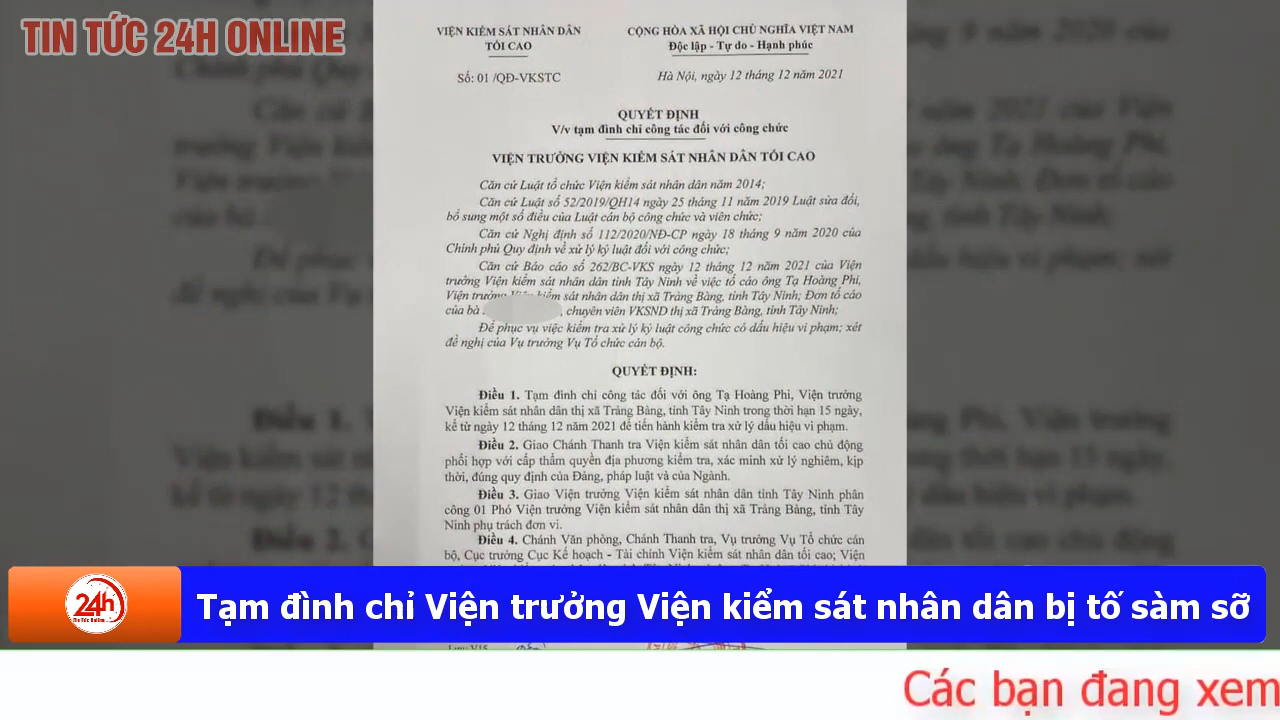 TIN TỨC 24H ONLINE
VIỆN KIỂM SÁT NHÂN DÂN
TỐI CAO
CỘNG HÒA XÃ HỘI CHỦ NGHĨA VIỆT NAM
Độc lập - Tự do - Hạnh phúc
Số: 01 /QĐ-VKSTC
Hà Nội, ngày 12 tháng 12 năm 2021
QUYẾT ĐỊNH
V/v tạm đình chỉ công tác đối với công chức
VIỆN TRƯỞNG VIỆN KIỂM SÁT NHÂN DÂN TỐI CAO
Căn cứ Luật tổ chức Viện kiểm sát nhân dân năm 2014;
Căn cứ Luật số 52/2019/QH14 ngày 25 tháng 11 năm 2019 Luật sửa đổi,
bổ sung một số điều của Luật cán bộ công chức và viên chức;
Căn cứ Nghị định số 112/2020/NĐ-CP ngày 18 tháng 9 năm 2020 của
Chính phủ Quy định về xử lý kỷ luật đối với công chức;
Căn cứ Báo cáo số 262/BC-VKS ngày 12 tháng 12 năm 2021 của Viện
trưởng Viện kiểm sát nhân dân tỉnh Tây Ninh về việc tố cáo ông Tạ Hoàng Phi,
Viện trưởng Viện kiểm sát nhân dân thị xã Trảng Bàng, tỉnh Tây Ninh; Đơn tố cáo
của bà , chuyên viên VKSND thị xã Trảng Bàng, tỉnh Tây Ninh;
Để phục vụ việc kiểm tra xử lý kỷ luật công chức có dấu hiệu vi phạm; xét
đề nghị của Vụ trưởng Vụ Tổ chức cán bộ.
QUYẾT ĐỊNH:
Điều 1. Tạm đình chỉ công tác đối với ông Tạ Hoàng Phi, Viện trưởng
Viện kiểm sát nhân dân thị xã Trảng Bàng, tỉnh Tây Ninh trong thời hạn 15 ngày,
kể từ ngày 12 tháng 12 năm 2021 để tiến hành kiểm tra xử lý dấu hiệu vi phạm.
Điều 2. Giao Chánh Thanh tra Viện kiểm sát nhân dân tối cao chủ động
phối hợp với cấp thẩm quyền địa phương kiểm tra, xác minh xử lý nghiêm, kịp
thời, đúng quy định của Đảng, pháp luật và của Ngành.
Điều 3. Giao Viện trưởng Viện kiểm sát nhân dân tỉnh Tây Ninh phân
công 01 Phó Viện trưởng Viện kiểm sát nhân dân thị xã Trảng Bàng, tỉnh Tây
Ninh phụ trách đơn vị.
Điều 4. Chánh Văn phòng, Chánh Thanh tra, Vụ trưởng Vụ Tổ chức cán
bộ, Cục trưởng Cục Kế hoạch - Tài chính Viện kiểm sát nhân dân tối cao; Viện
24h
Tin Tức Online
Tạm đình chỉ Viện trưởng Viện kiểm sát nhân dân bị tố sàm sỡ
Các bạn đang xem